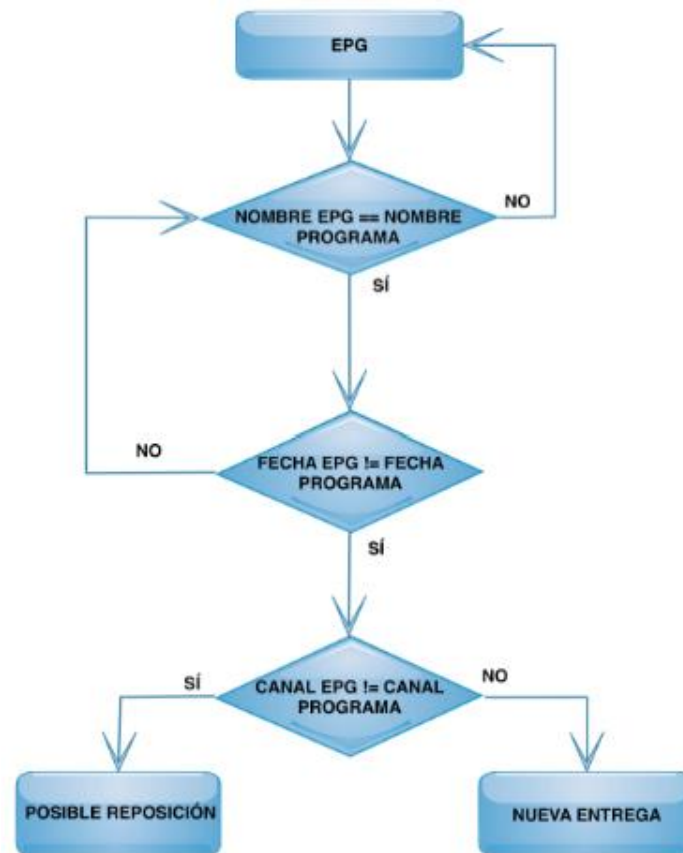 EPG
NOMBRE EPG == NOMBRE
PROGRAMA
NO
SÍ
FECHA EPG != FECHA
PROGRAMA
NO
SÍ
CANAL EPG != CANAL
PROGRAMA
SÍ
NO
POSIBLE REPOSICIÓN
NUEVA ENTREGA